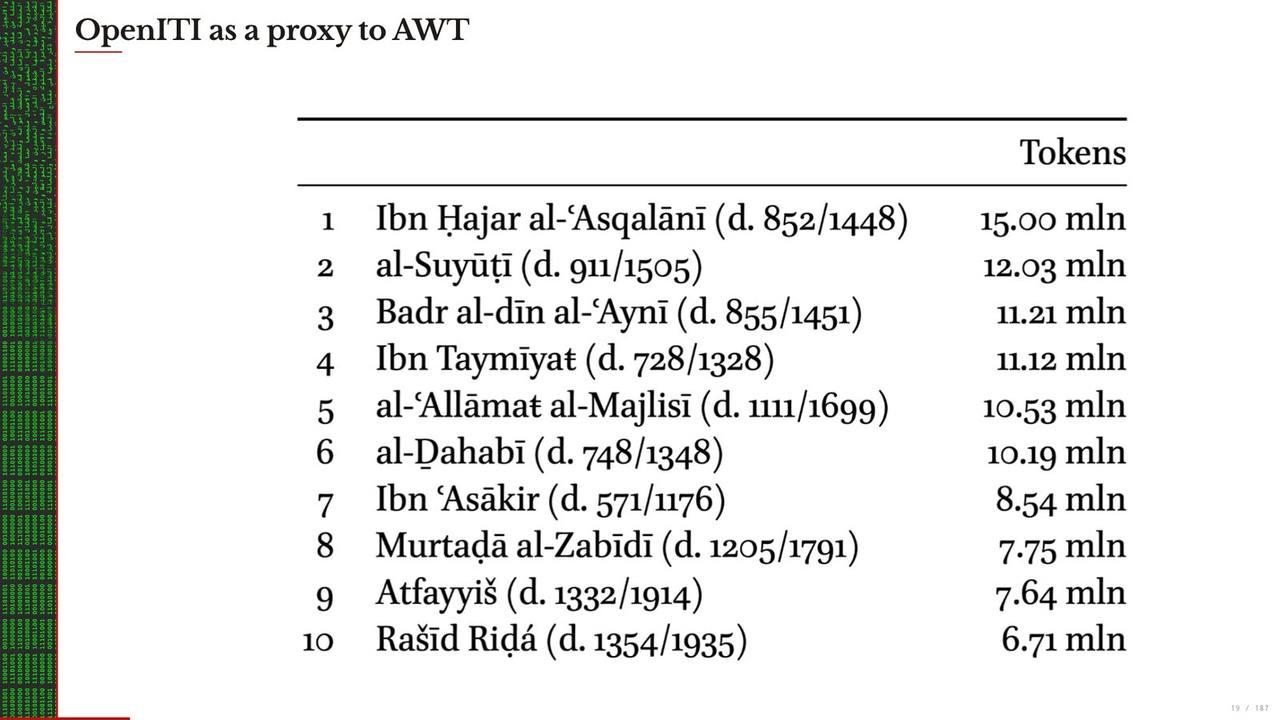 OpenITI as a proxy to AWT
Tokens
1 Ibn Ḥajar al-ʿAsqalānī (d. 852/1448) 15.00 mln
2 al-Suyūṭī (d. 911/1505) 12.03 mln
3 Badr al-dīn al-ʿAynī (d. 855/1451) 11.21 mln
4 Ibn Taymīyaŧ (d. 728/1328) 11.12 mln
5 al-ʿAllāmaŧ al-Majlisī (d. 1111/1699) 10.53 mln
6 al-Ḏahabī (d. 748/1348) 10.19 mln
7 Ibn ʿAsākir (d. 571/1176) 8.54 mln
8 Murtaḍā al-Zabīdī (d. 1205/1791) 7.75 mln
9 Atfayyiš (d. 1332/1914) 7.64 mln
10 Rašīd Riḍá (d. 1354/1935) 6.71 mln
19 / 187